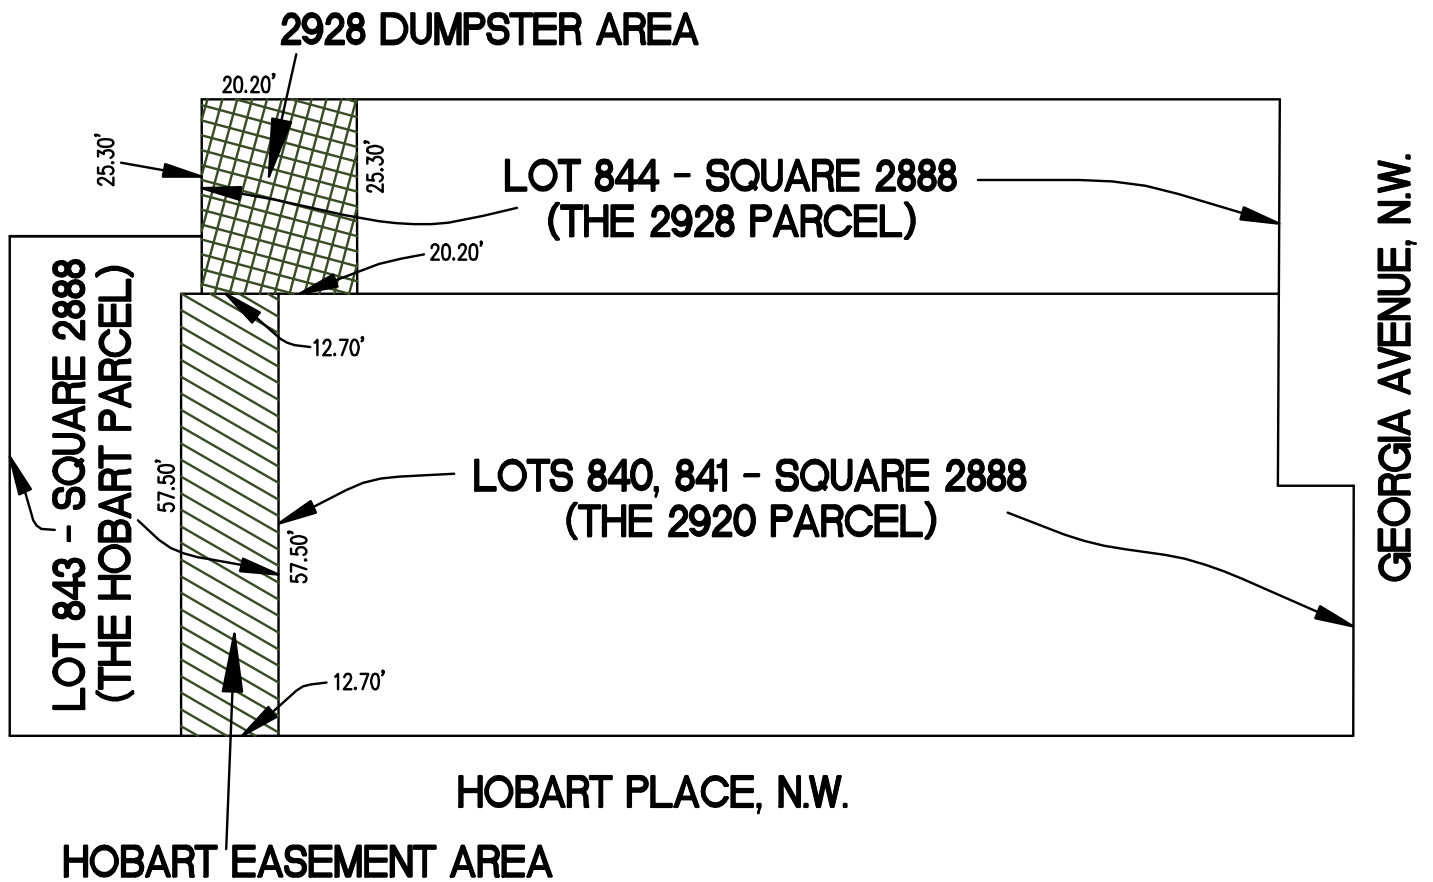 2928 DUMPSTER AREA
20.20'
25.30'
25.30'
LOT 844 - SQUARE 2888
(THE 2928 PARCEL)
20.20'
12.70'
LOT 843 - SQUARE 2888
(THE HOBART PARCEL)
57.50'
57.50'
LOTS 840, 841 - SQUARE 2888
(THE 2920 PARCEL)
GEORGIA AVENUE, N.W.
12.70'
HOBART PLACE, N.W.
HOBART EASEMENT AREA